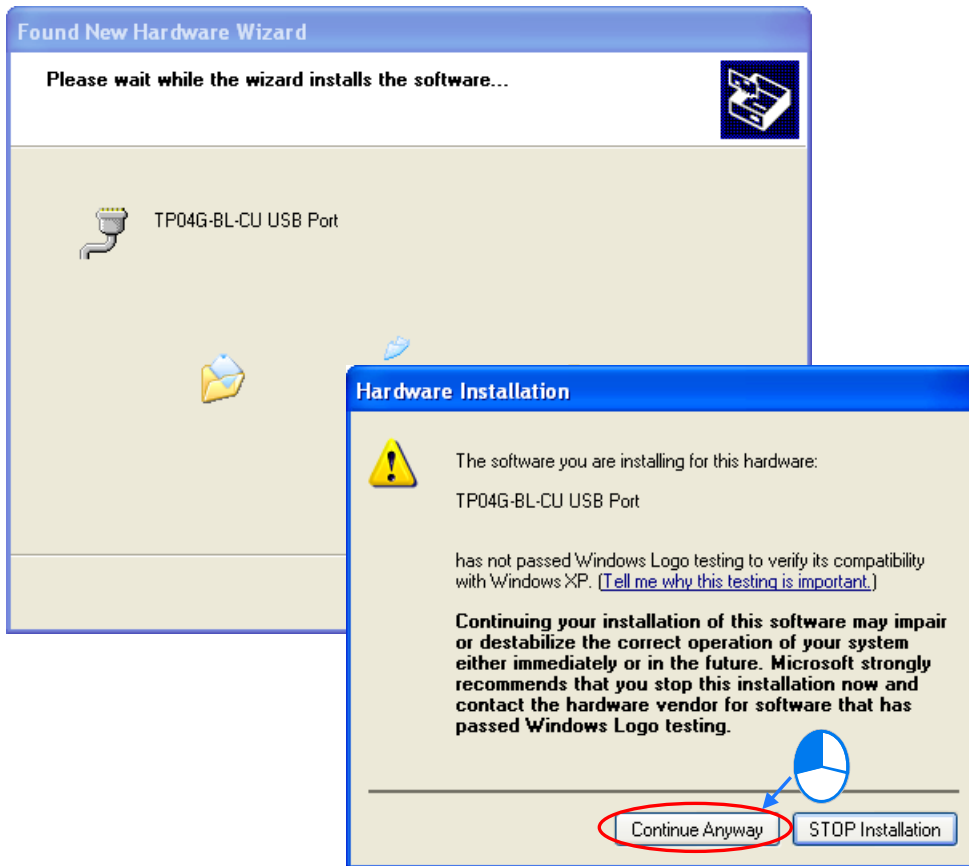 Found New Hardware Wizard
Please wait while the wizard installs the software...
TP04G-BL-CU USB Port
Hardware Installation
The software you are installing for this hardware:
TP04G-BL-CU USB Port
has not passed Windows Logo testing to verify its compatibility
with Windows XP. (Tell me why this testing is important.)
Continuing your installation of this software may impair
or destabilize the correct operation of your system
either immediately or in the future. Microsoft strongly
recommends that you stop this installation now and
contact the hardware vendor for software that has
passed Windows Logo testing.
Continue Anyway
STOP Installation